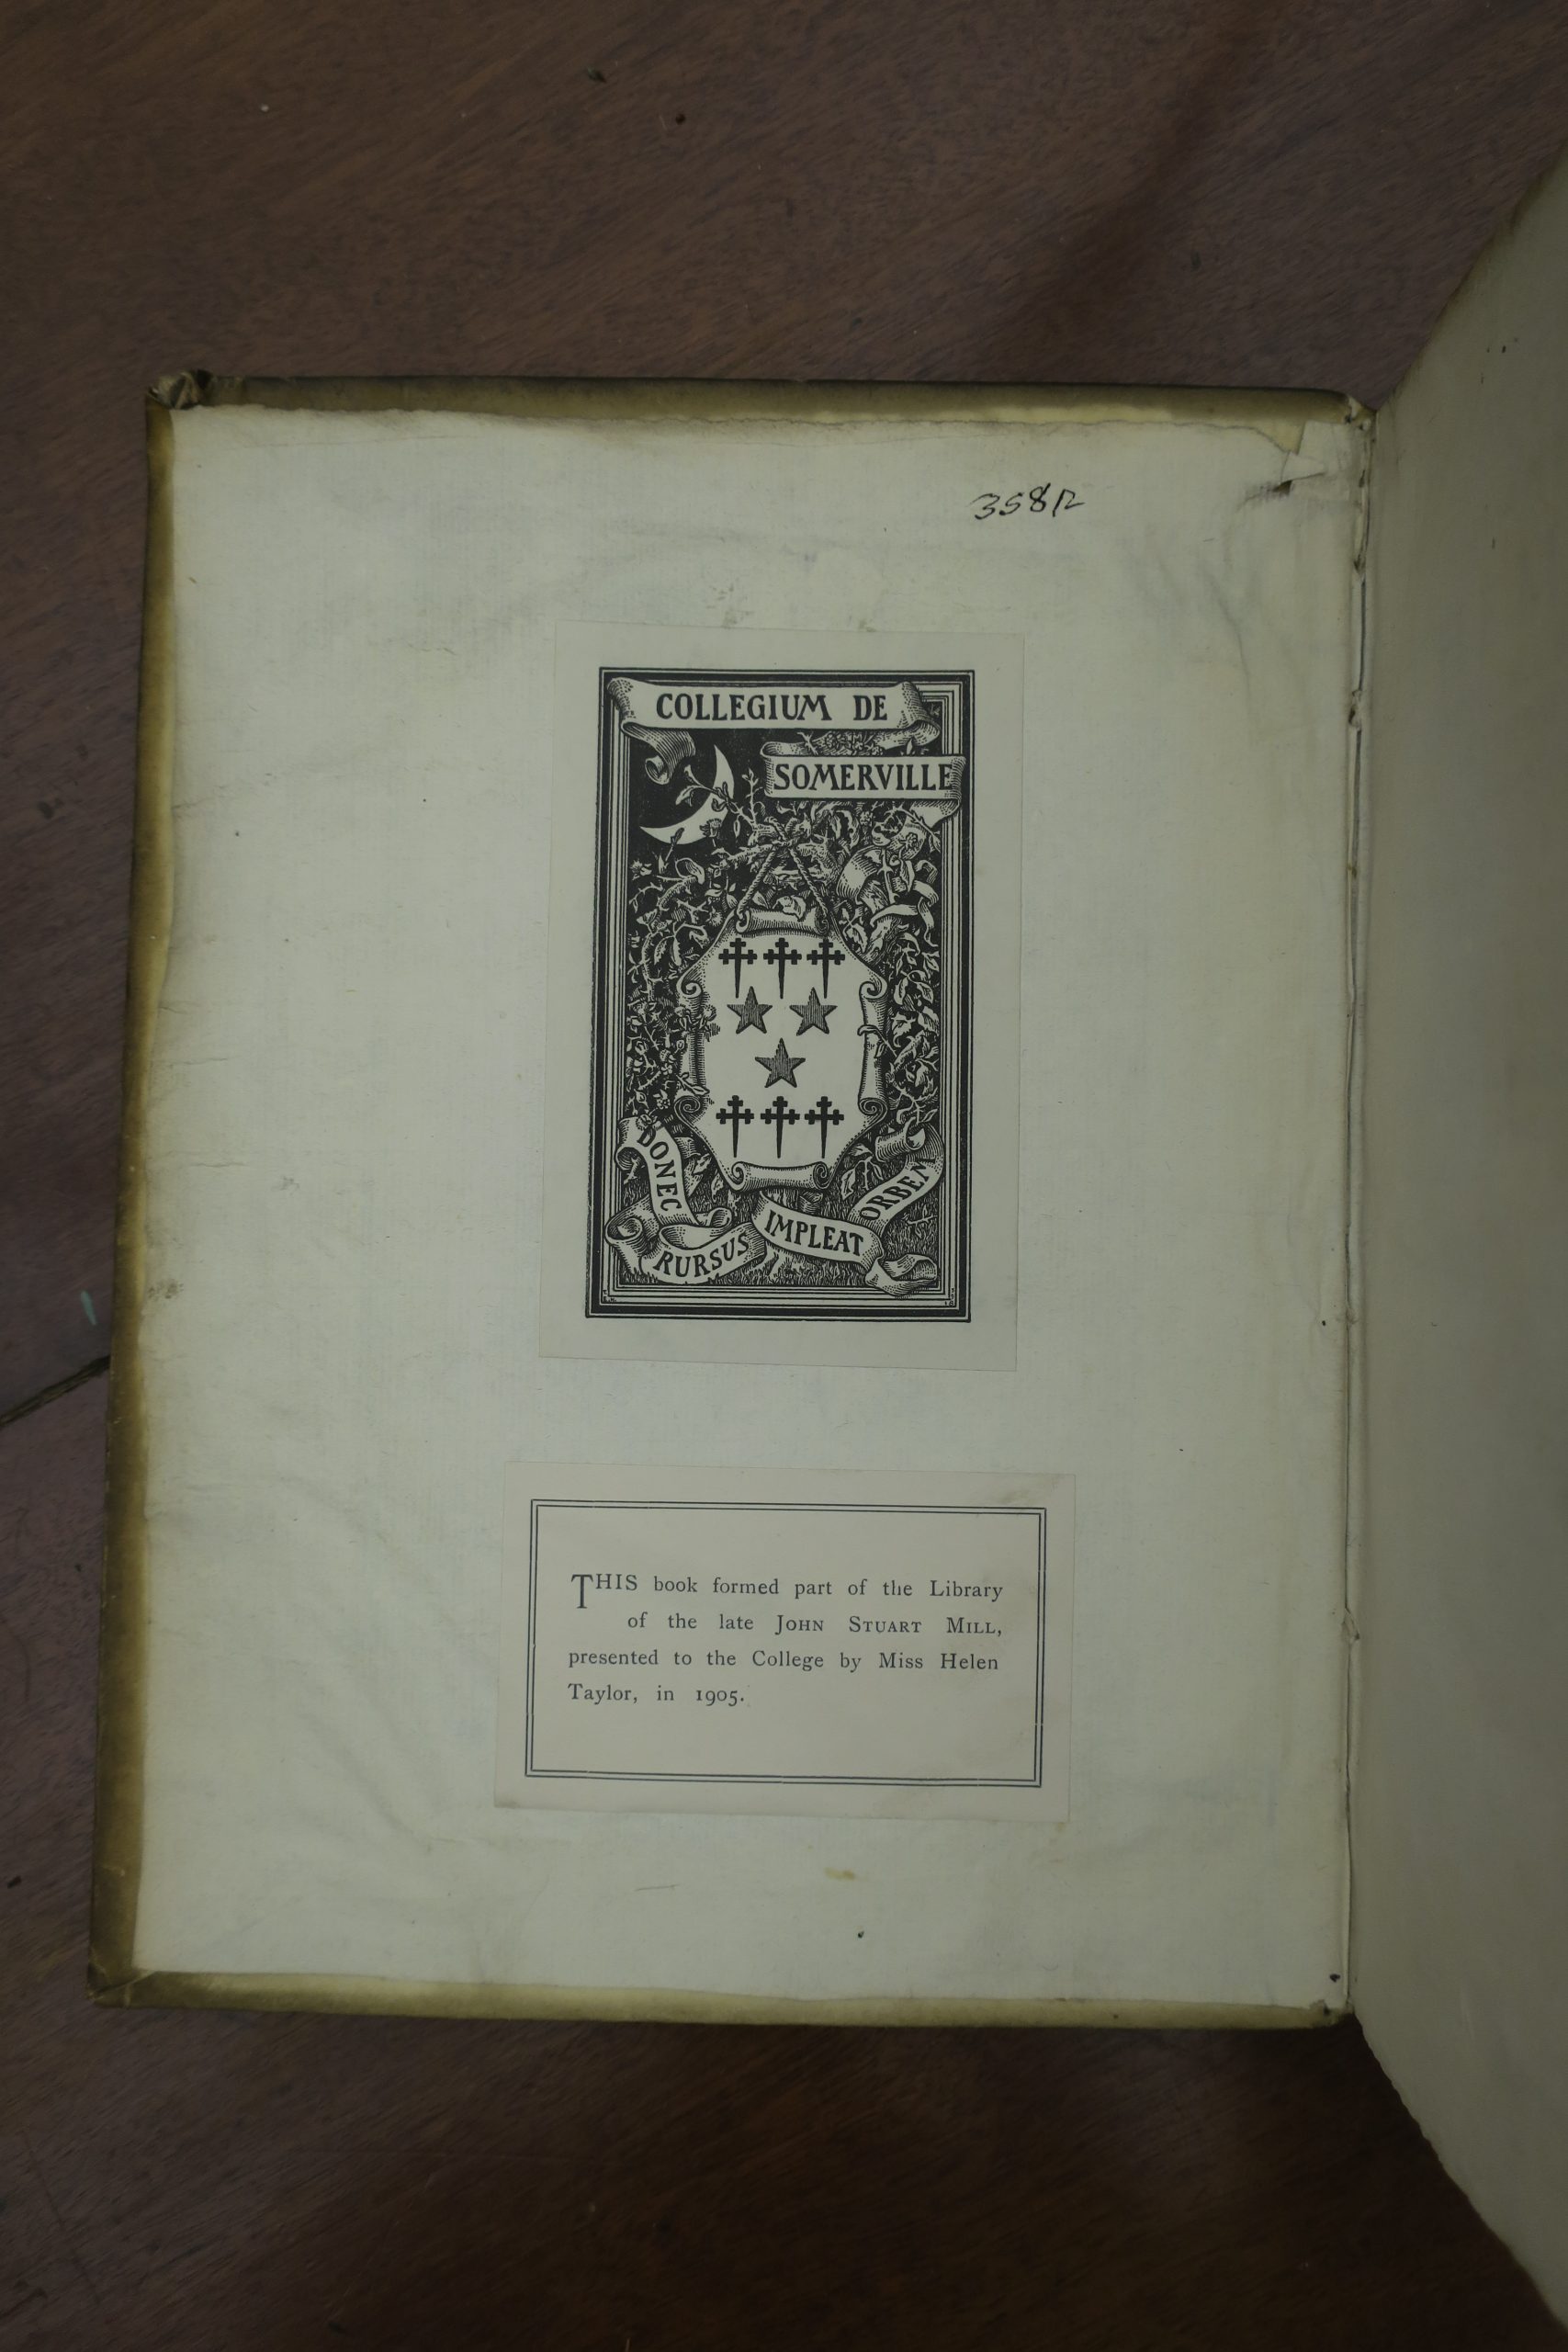 35812
COLLEGIUM DE
SOMERVILLE
DONEC
RURSUS
IMPLEAT
ORBEM
THIS book formed part of the Library
of the late JOHN STUART MILL,
presented to the College by Miss Helen
Taylor, in 1905.